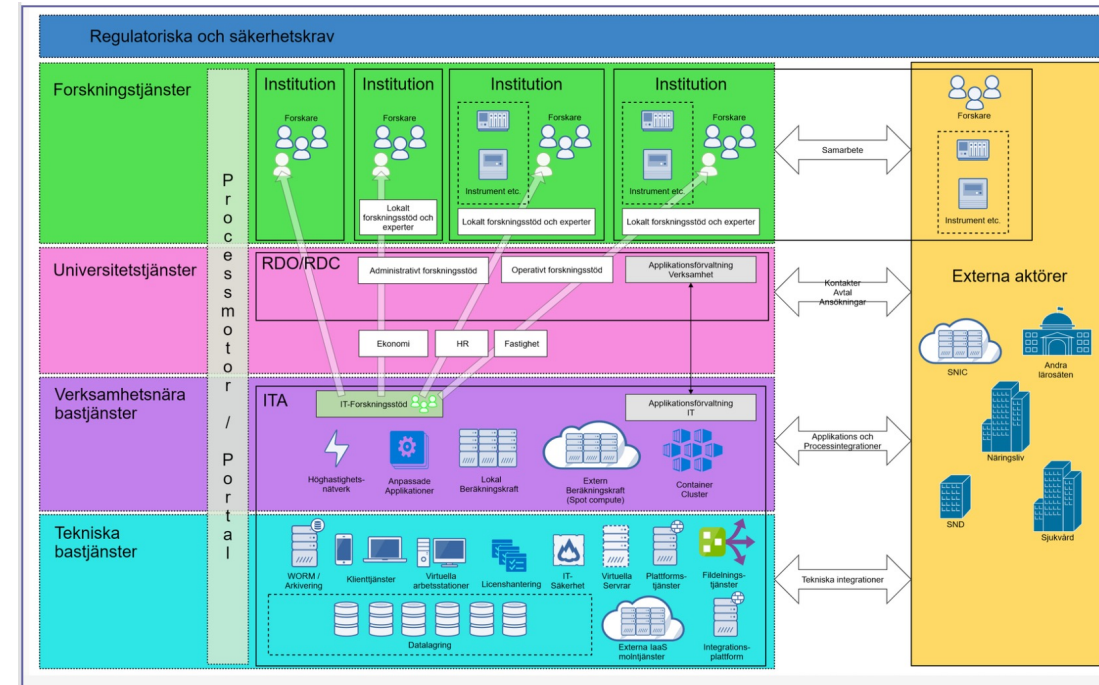 Regulatoriska och säkerhetskrav
Forskningstjänster
Processmotor / Portal
Institution
Forskare
Institution
Forskare
Lokalt
forskningsstöd och
experter
Institution
Forskare
Instrument etc.
Lokalt forskningsstöd och experter
Institution
Forskare
Instrument etc.
Lokalt forskningsstöd och experter
Samarbete
Forskare
Instrument etc.
Universitetstjänster
RDO/RDC
Administrativt forskningsstöd
Operativt forskningsstöd
Applikationsförvaltning
Verksamhet
Ekonomi
HR
Fastighet
Kontakter
Avtal
Ansökningar
Externa aktörer
SNIC
Andra
lärosäten
Näringsliv
SND
Sjukvård
Verksamhetsnära
bastjänster
ITA
IT-Forskningsstöd
Applikationsförvaltning
IT
Höghastighets-
nätverk
Anpassade
Applikationer
Lokal
Beräkningskraft
Extern
Beräkningskraft
(Spot compute)
Container
Cluster
Applikations och
Processintegrationer
Tekniska
bastjänster
WORM /
Arkivering
Klienttjänster
Virtuella
arbetsstationer
Licenshantering
IT-
Säkerhet
Virtuella
Servrar
Plattforms-
tjänster
Fildelnings-
tjänster
Datalagring
Externa IaaS
molntjänster
Integrations-
plattform
Tekniska integrationer